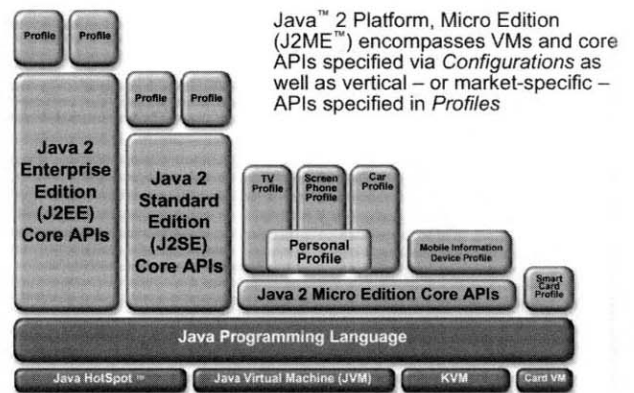 Java™ 2 Platform, Micro Edition
(J2ME™) encompasses VMs and core
APIs specified via Configurations as
well as vertical – or market-specific –
APIs specified in Profiles
Profile
Profile
Profile
Profile
Java 2
Enterprise
Edition
(J2EE)
Core APIs
Java 2
Standard
Edition
(J2SE)
Core APIs
TV
Profile
Screen
Phone
Profile
Car
Profile
Personal
Profile
Mobile Information
Device Profile
Smart
Card
Profile
Java 2 Micro Edition Core APIs
Java Programming Language
Java HotSpot ™
Java Virtual Machine (JVM)
KVM
Card VM